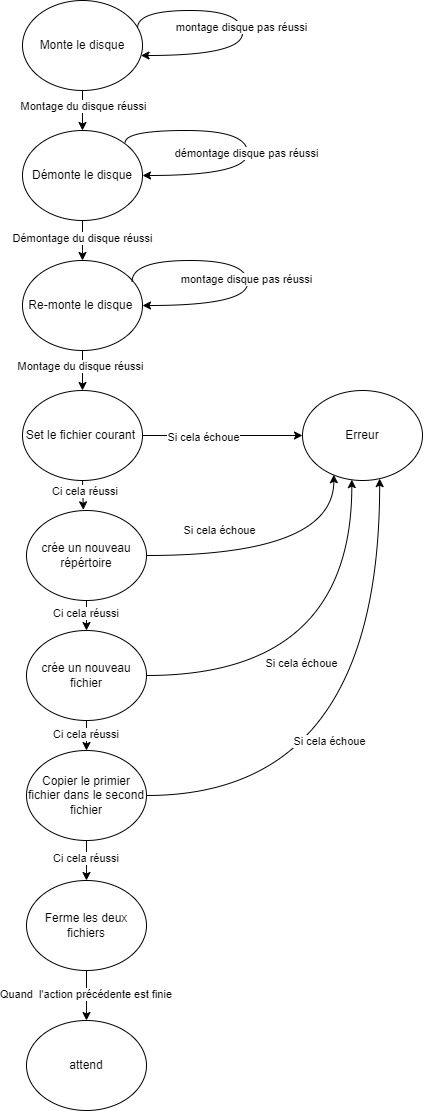 Monte le disque
montage disque pas réussi
Montage du disque réussi
Démonte le disque
démontage disque pas réussi
Démontage du disque réussi
Re-monte le disque
montage disque pas réussi
Montage du disque réussi
Set le fichier courant
Si cela échoue
Erreur
Ci cela réussi
Si cela échoue
crée un nouveau
répértoire
Ci cela réussi
crée un nouveau
fichier
Si cela échoue
Ci cela réussi
Si cela échoue
Copier le primier
fichier dans le second
fichier
Ci cela réussi
Ferme les deux
fichiers
Quand  l'action précédente est finie
attend